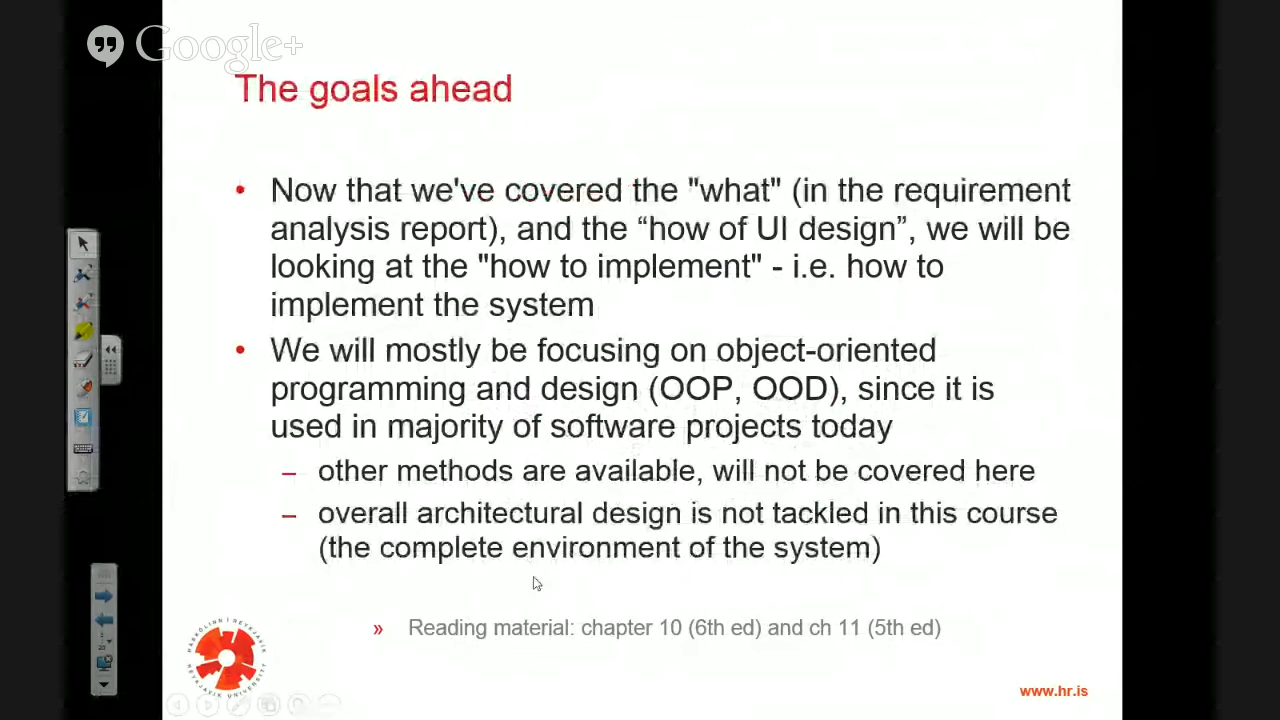 Google+
The goals ahead
• Now that we've covered the "what" (in the requirement
analysis report), and the “how of UI design”, we will be
looking at the "how to implement" - i.e. how to
implement the system
• We will mostly be focusing on object-oriented
programming and design (OOP, OOD), since it is
used in majority of software projects today
– other methods are available, will not be covered here
– overall architectural design is not tackled in this course
(the complete environment of the system)
» Reading material: chapter 10 (6th ed) and ch 11 (5th ed)
HÁSKÓLINN Í REYKJAVÍK
REYKJAVIK UNIVERSITY
www.hr.is